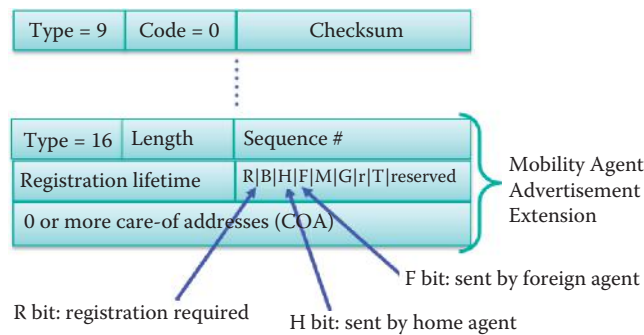 Type = 9 Code = 0 Checksum
Type = 16 Length Sequence #
Registration lifetime R|B|H|F|M|G|r|T|reserved
0 or more care-of addresses (COA)
Mobility Agent
Advertisement
Extension
F bit: sent by foreign agent
R bit: registration required
H bit: sent by home agent